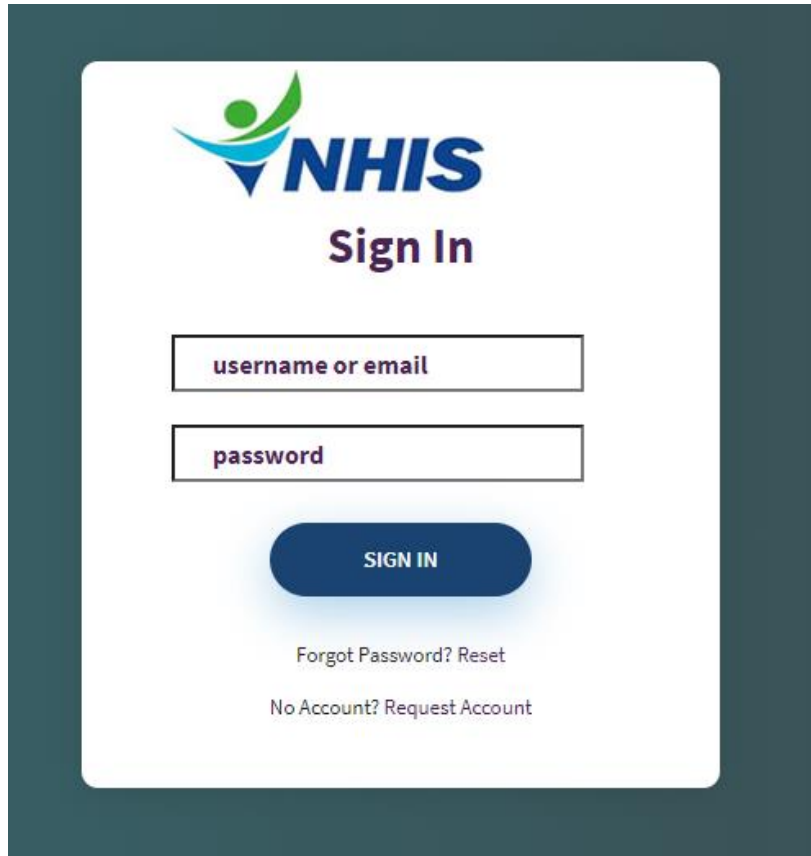 NHIS
Sign In
username or email
password
SIGN IN
Forgot Password? Reset
No Account? Request Account